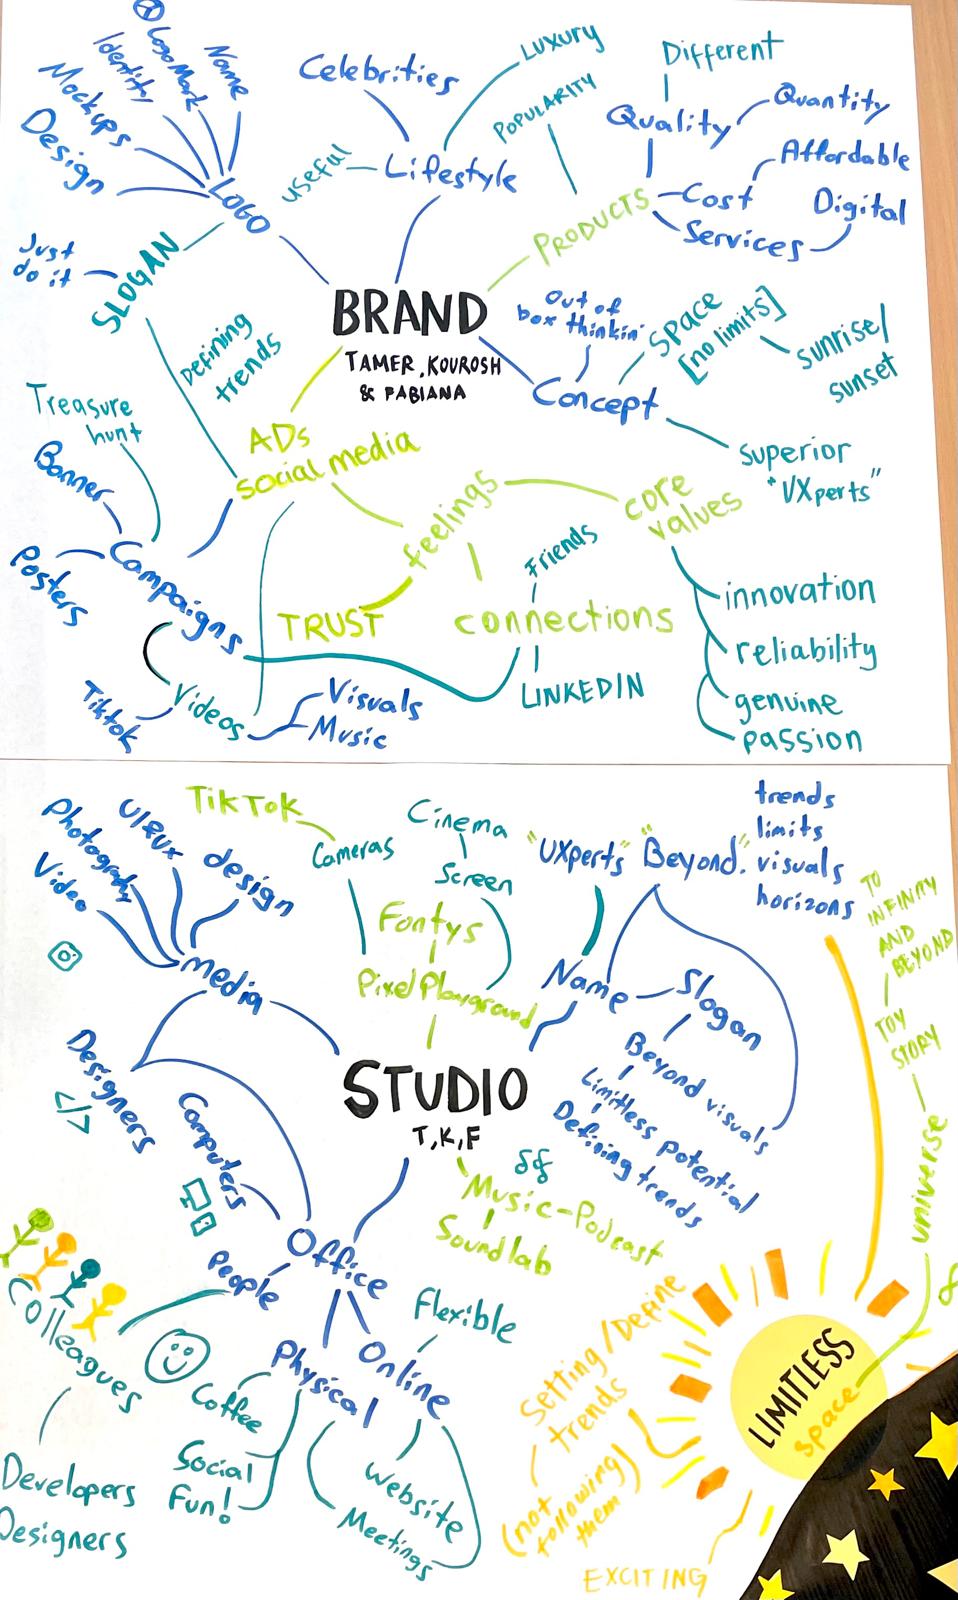 Name
LogoMark
Identity
Mockups
Design
LOGO
Celebrities
Luxury
POPULARITY
useful
Lifestyle
Different
Quality
Quantity
Affordable
Cost
Digital
Services
PRODUCTS
Just
do it
SLOGAN
Defining
trends
BRAND
TAMER, KOUROSH
& FABIANA
Out of
box thinkin'
Space
[no limits]
sunrise/
sunset
Concept
superior
"UXperts"
Treasure
hunt
Banner
Posters
Campaigns
ADs
social media
feelings
core
values
Friends
TRUST
connections
LINKEDIN
innovation
reliability
genuine
passion
Videos
Tiktok
Visuals
Music
TikTok
Cameras
Cinema
Screen
UI&UX design
Photography
Video
media
Fontys
Pixel Playground
"UXperts"
"Beyond."
trends
limits
visuals
horizons
TO
INFINITY
AND
BEYOND
TOY
STORY
universe
Name
Slogan
Beyond visuals
Limitless potential
Defining trends
STUDIO
T, K, F
Designers
</>
Computers
Music-Podcast
Sound lab
Office
People
Colleagues
Developers
Designers
Physical
Online
Flexible
Coffee
Social
Fun!
Website
Meetings
Setting/Define
trends
(not
following
them)
EXCITING
LIMITLESS
space